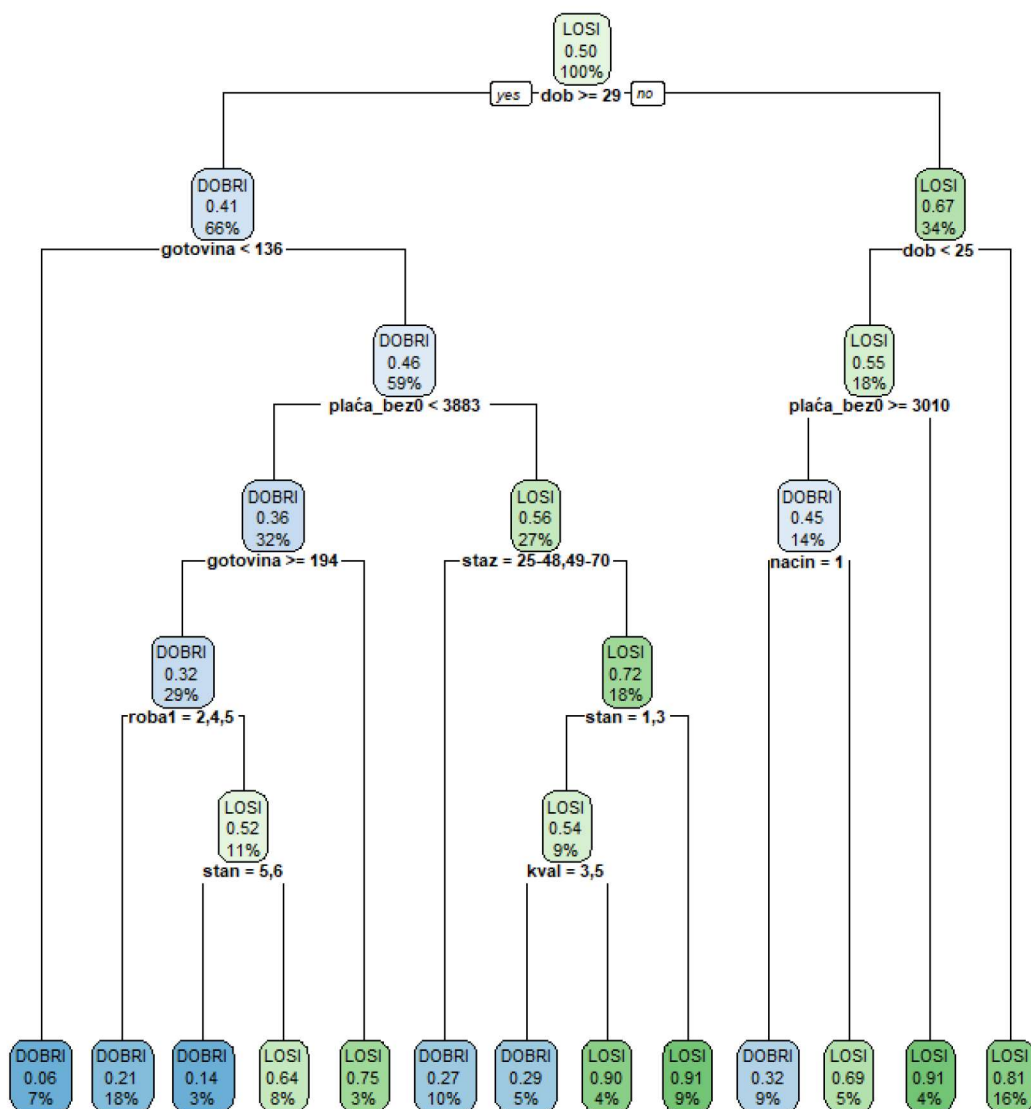 LOSI
0.50
100%
yes dob >= 29 no
DOBRI
0.41
66%
gotovina < 136
LOSI
0.67
34%
dob < 25
DOBRI
0.46
59%
plaća_bez0 < 3883
LOSI
0.55
18%
plaća_bez0 >= 3010
DOBRI
0.36
32%
gotovina >= 194
LOSI
0.56
27%
staz = 25-48,49-70
DOBRI
0.45
14%
nacin = 1
DOBRI
0.32
29%
roba1 = 2,4,5
LOSI
0.72
18%
stan = 1,3
LOSI
0.52
11%
stan = 5,6
LOSI
0.54
9%
kval = 3,5
DOBRI
0.06
7%
DOBRI
0.21
18%
DOBRI
0.14
3%
LOSI
0.64
8%
LOSI
0.75
3%
DOBRI
0.27
10%
DOBRI
0.29
5%
LOSI
0.90
4%
LOSI
0.91
9%
DOBRI
0.32
9%
LOSI
0.69
5%
LOSI
0.91
4%
LOSI
0.81
16%